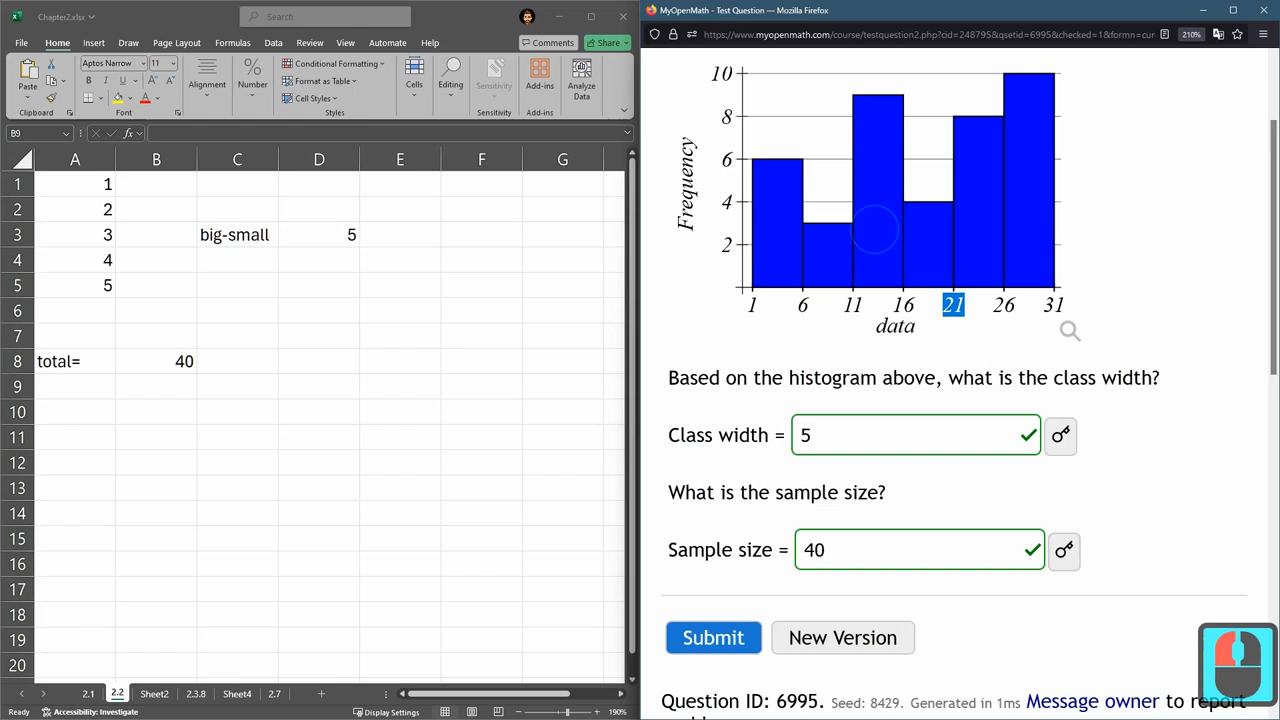 Chapter2.xlsx
Search
File Home Insert Draw Page Layout Formulas Data Review View Automate Help Comments Share
Paste
Clipboard
Aptos Narrow 11
B I U
Font
Alignment
Number
Conditional Formatting
Format as Table
Cell Styles
Styles
Cells
Editing
Sensitivity
Sensitivity
Add-ins
Add-ins
Analyze Data
B9 fx
A B C D E F G
1 1
2 2
3 3 big-small 5
4 4
5 5
6
7
8 total= 40
9
10
11
12
13
14
15
16
17
18
19
20
2.1 2.2 Sheet2 2.3.8 Sheet4 2.7
Ready Accessibility: Investigate Display Settings 190%
MyOpenMath - Test Question — Mozilla Firefox
https://www.myopenmath.com/course/testquestion2.php?cid=248795&qsetid=6995&checked=1&formn=cur 210%
10
8
6
4
2
Frequency
1 6 11 16 21 26 31
data
Based on the histogram above, what is the class width?
Class width = 5
What is the sample size?
Sample size = 40
Submit New Version
Question ID: 6995. Seed: 8429. Generated in 1ms Message owner to report